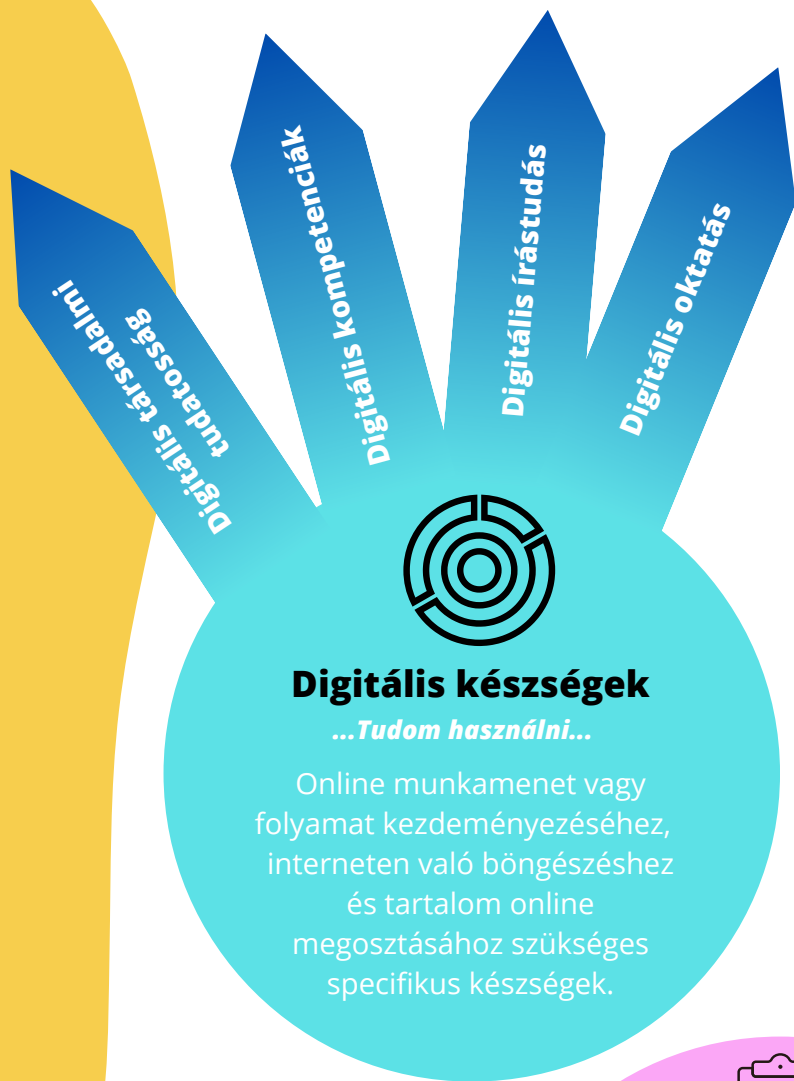 Digitális társadalmi
tudatosság
Digitális kompetenciák
Digitális írástudás
Digitális oktatás
Digitális készségek
...Tudom használni...
Online munkamenet vagy
folyamat kezdeményezéséhez,
interneten való böngészéshez
és tartalom online
megosztásához szükséges
specifikus készségek.